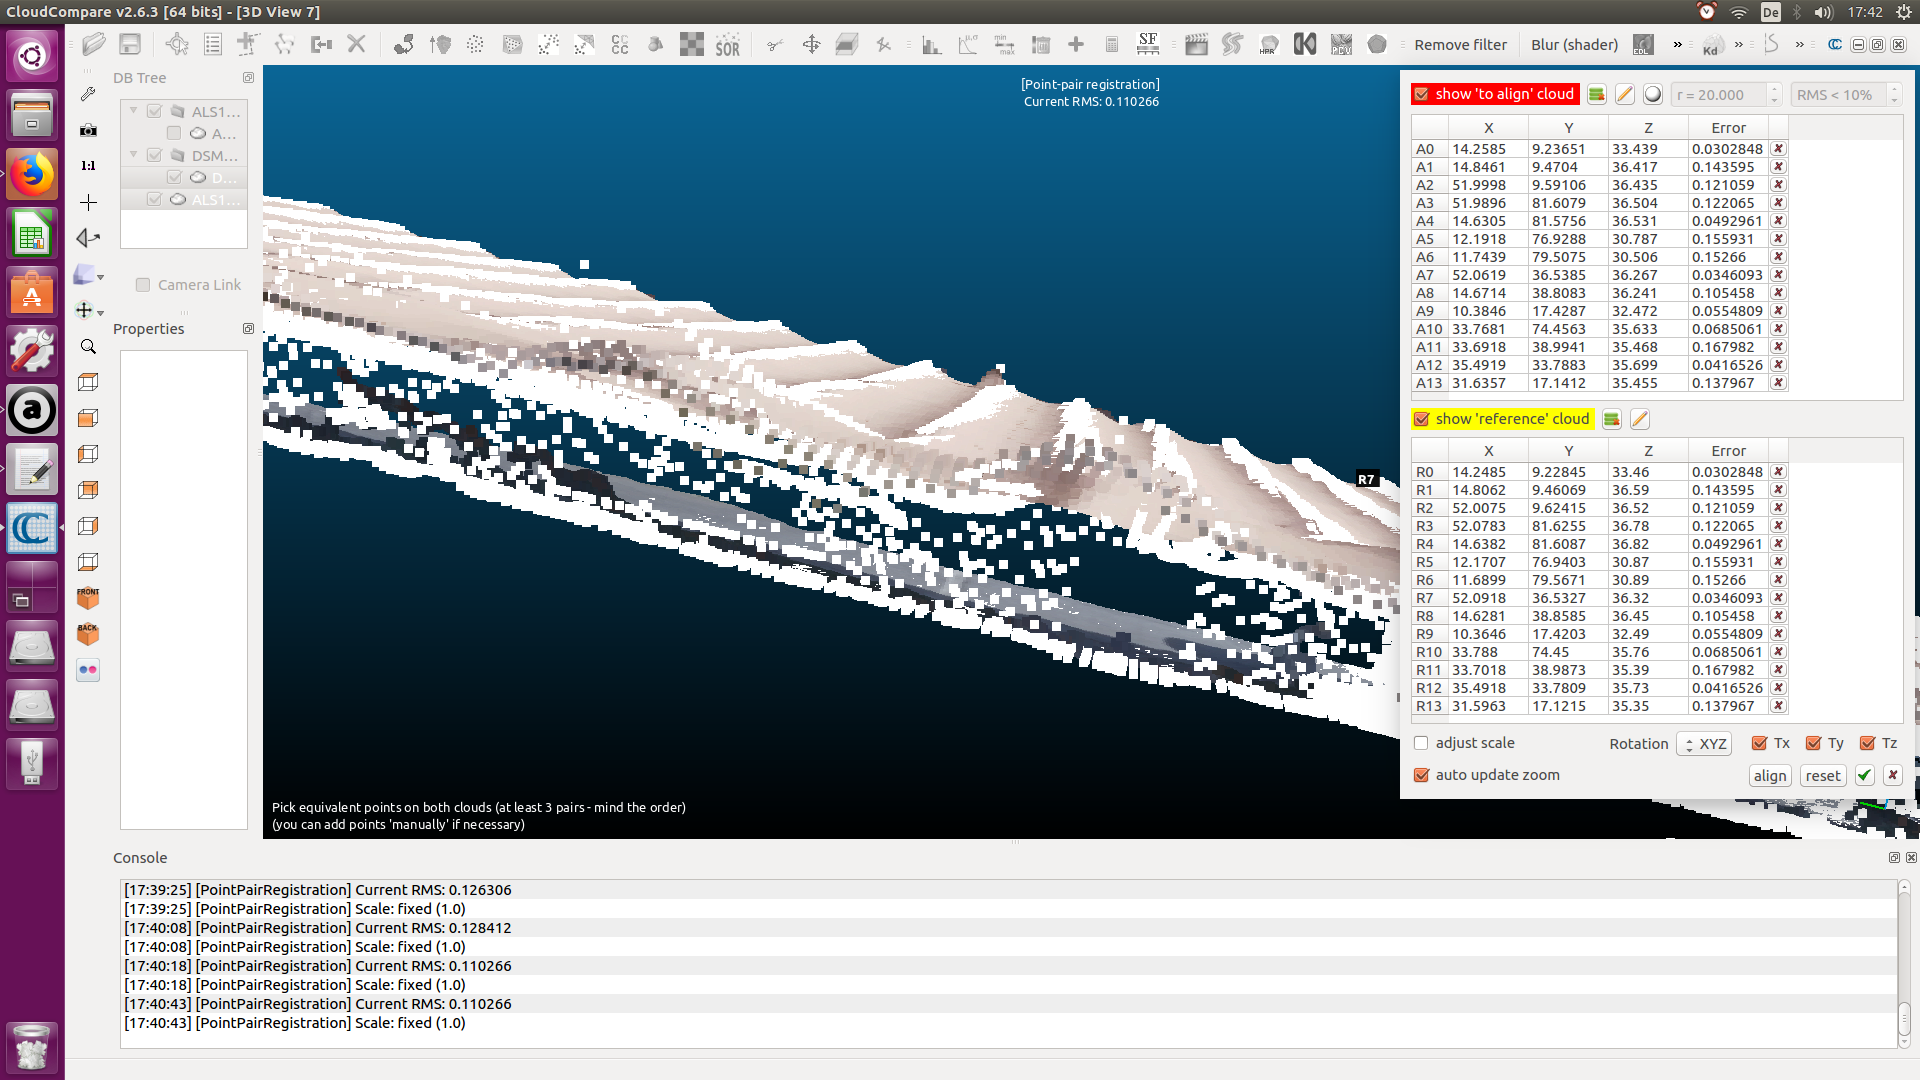 CloudCompare v2.6.3 [64 bits] - [3D View 7]
De
17:42
1:1
FRONT
BACK
DB Tree
ALS1...
A...
DSM...
D...
ALS1...
Camera Link
Properties
CC
CC
SOR
min
max
SF
HPR
PCV
Remove filter
Blur (shader)
EDL
»
Kd
»
»
[Point-pair registration]
Current RMS: 0.110266
R7
Pick equivalent points on both clouds (at least 3 pairs - mind the order)
(you can add points 'manually' if necessary)
show 'to align' cloud
r = 20.000
RMS < 10%
X Y Z Error
A0 14.2585 9.23651 33.439 0.0302848
A1 14.8461 9.4704 36.417 0.143595
A2 51.9998 9.59106 36.435 0.121059
A3 51.9896 81.6079 36.504 0.122065
A4 14.6305 81.5756 36.531 0.0492961
A5 12.1918 76.9288 30.787 0.155931
A6 11.7439 79.5075 30.506 0.15266
A7 52.0619 36.5385 36.267 0.0346093
A8 14.6714 38.8083 36.241 0.105458
A9 10.3846 17.4287 32.472 0.0554809
A10 33.7681 74.4563 35.633 0.0685061
A11 33.6918 38.9941 35.468 0.167982
A12 35.4919 33.7883 35.699 0.0416526
A13 31.6357 17.1412 35.455 0.137967
show 'reference' cloud
X Y Z Error
R0 14.2485 9.22845 33.46 0.0302848
R1 14.8062 9.46069 36.59 0.143595
R2 52.0075 9.62415 36.52 0.121059
R3 52.0783 81.6255 36.78 0.122065
R4 14.6382 81.6087 36.82 0.0492961
R5 12.1707 76.9403 30.87 0.155931
R6 11.6899 79.5671 30.89 0.15266
R7 52.0918 36.5327 36.32 0.0346093
R8 14.6281 38.8585 36.45 0.105458
R9 10.3646 17.4203 32.49 0.0554809
R10 33.788 74.45 35.76 0.0685061
R11 33.7018 38.9873 35.39 0.167982
R12 35.4918 33.7809 35.73 0.0416526
R13 31.5963 17.1215 35.35 0.137967
adjust scale
Rotation XYZ Tx Ty Tz
auto update zoom
align reset
Console
[17:39:25] [PointPairRegistration] Current RMS: 0.126306
[17:39:25] [PointPairRegistration] Scale: fixed (1.0)
[17:40:08] [PointPairRegistration] Current RMS: 0.128412
[17:40:08] [PointPairRegistration] Scale: fixed (1.0)
[17:40:18] [PointPairRegistration] Current RMS: 0.110266
[17:40:18] [PointPairRegistration] Scale: fixed (1.0)
[17:40:43] [PointPairRegistration] Current RMS: 0.110266
[17:40:43] [PointPairRegistration] Scale: fixed (1.0)